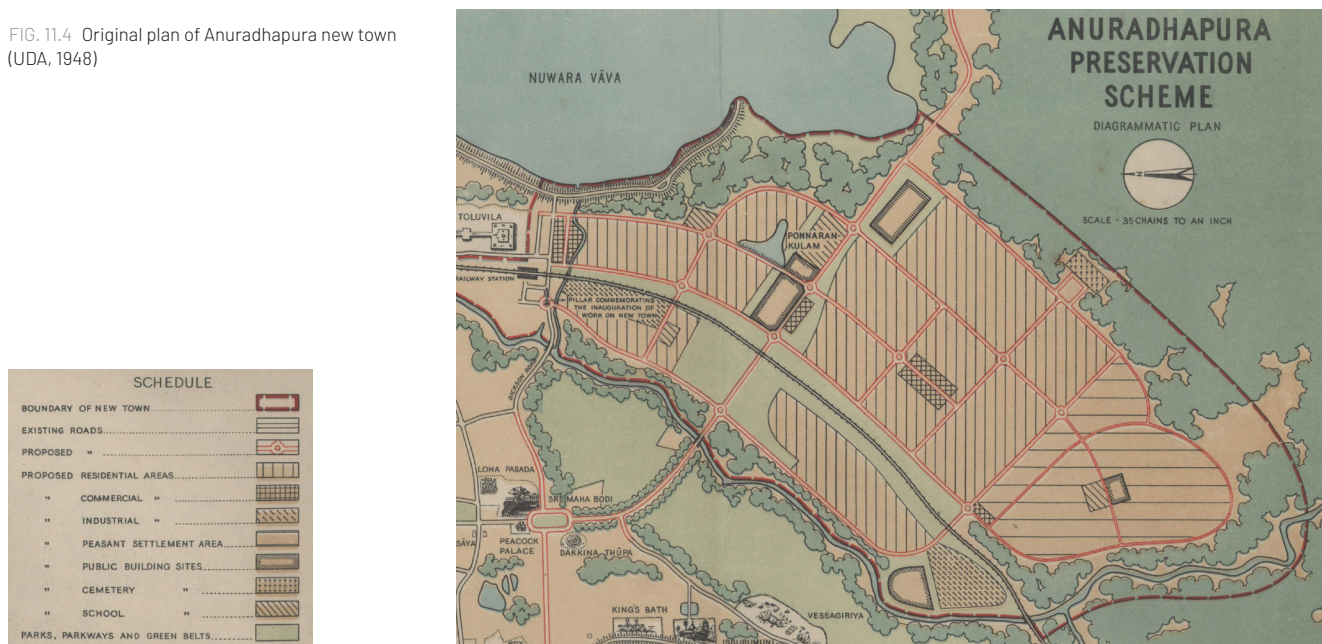 FIG. 11.4 Original plan of Anuradhapura new town
(UDA, 1948)
SCHEDULE
BOUNDARY OF NEW TOWN
EXISTING ROADS
PROPOSED "
PROPOSED RESIDENTIAL AREAS
" COMMERCIAL "
" INDUSTRIAL "
" PEASANT SETTLEMENT AREA
" PUBLIC BUILDING SITES
" CEMETERY "
" SCHOOL "
PARKS, PARKWAYS AND GREEN BELTS
ANURADHAPURA
PRESERVATION
SCHEME
DIAGRAMMATIC PLAN
N
SCALE - 35 CHAINS TO AN INCH
NUWARA VÄVA
TOLUVILA
RAILWAY STATION
PILLAR COMMEMORATING
THE INAUGURATION OF
WORK ON NEW TOWN
PONNARAN-
KULAM
DICKSON ROAD
LOHA PASADA
SRI MAHA BODI
SĀYA
PEACOCK
PALACE
DAKKINA THŪPA
KING'S BATH
VESSAGIRIYA
ISSURUMUNI